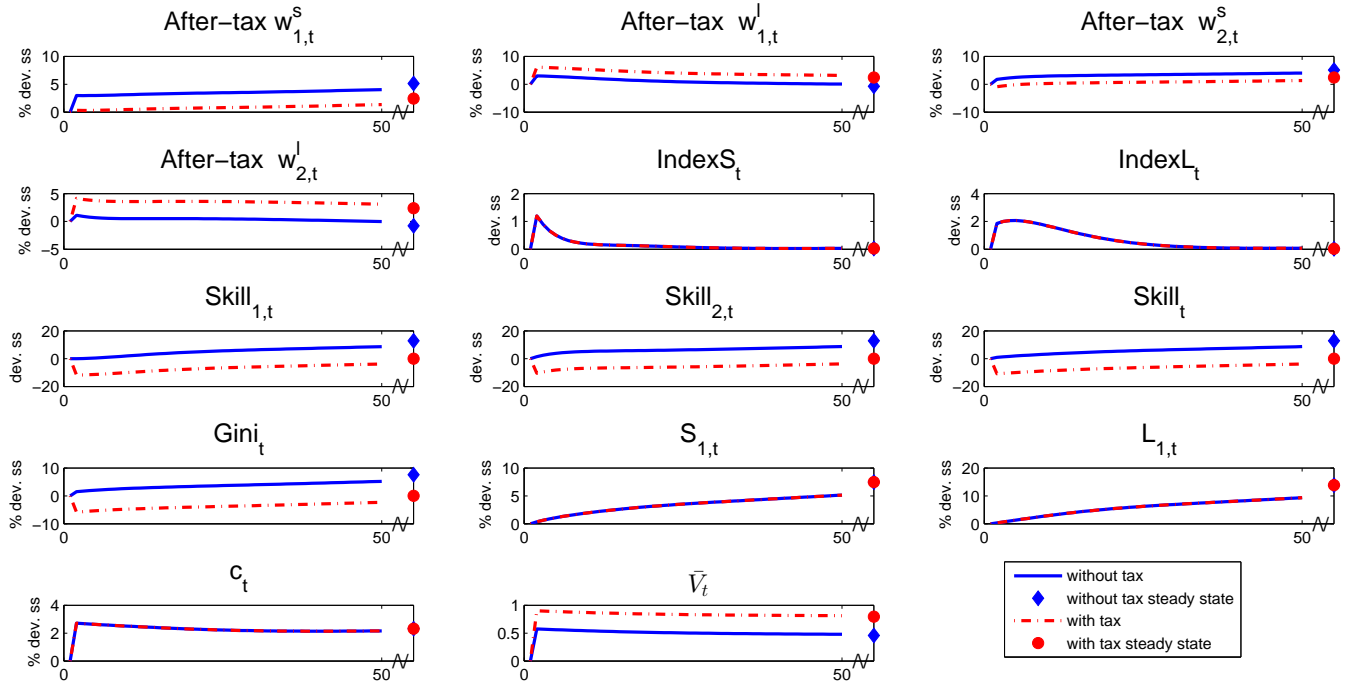 After−tax w^s_{1,t}
After−tax w^l_{1,t}
After−tax w^s_{2,t}
% dev. ss
10
5
0
0
50
% dev. ss
10
0
−10
0
50
% dev. ss
10
0
−10
0
50
After−tax w^l_{2,t}
IndexS_t
IndexL_t
% dev. ss
5
0
−5
0
50
dev. ss
2
1
0
0
50
dev. ss
4
2
0
0
50
Skill_{1,t}
Skill_{2,t}
Skill_t
dev. ss
20
0
−20
0
50
dev. ss
20
0
−20
0
50
dev. ss
20
0
−20
0
50
Gini_t
S_{1,t}
L_{1,t}
% dev. ss
10
0
−10
0
50
% dev. ss
10
5
0
0
50
% dev. ss
20
10
0
0
50
c_t
V̄_t
% dev. ss
4
2
0
0
50
% dev. ss
1
0.5
0
0
50
without tax
without tax steady state
with tax
with tax steady state